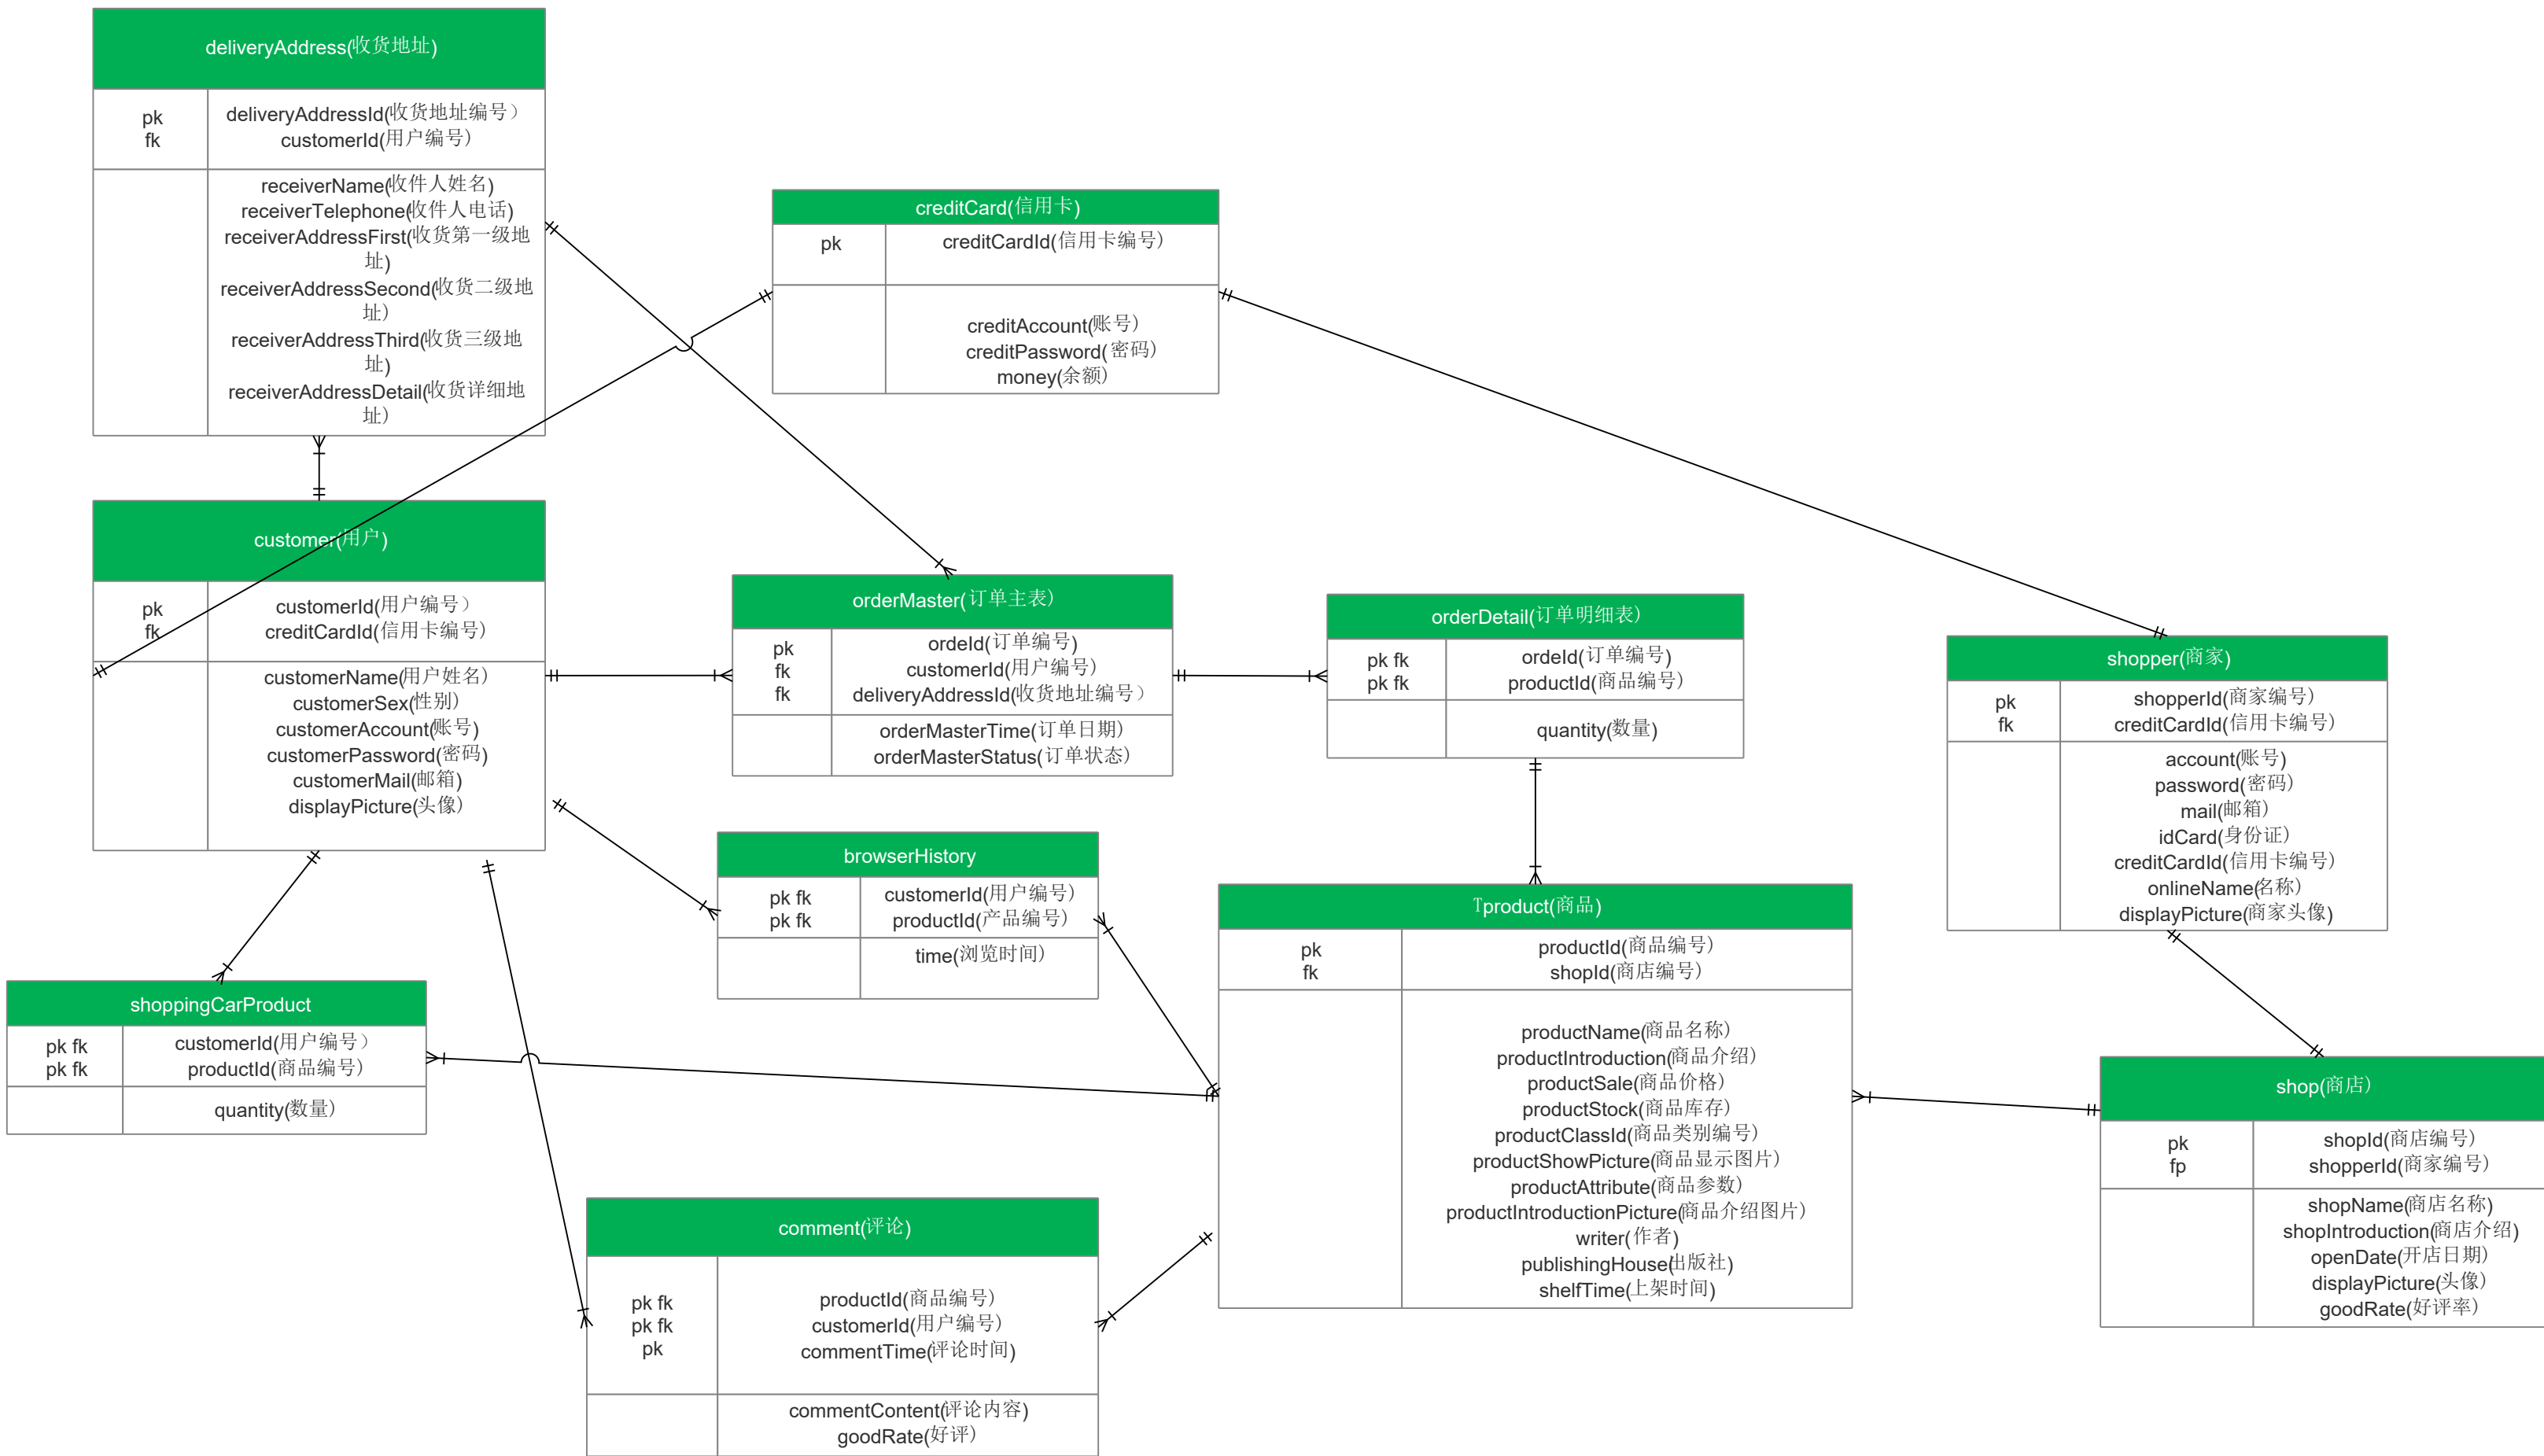 deliveryAddress(收货地址)
pk
fk
deliveryAddressId(收货地址编号）
customerId(用户编号）
receiverName(收件人姓名)
receiverTelephone(收件人电话)
receiverAddressFirst(收货第一级地
址)
receiverAddressSecond(收货二级地
址）
receiverAddressThird(收货三级地
址)
receiverAddressDetail(收货详细地
址）
creditCard(信用卡)
pk
creditCardId(信用卡编号)
creditAccount(账号）
creditPassword(密码）
money(余额）
customer(用户)
pk
fk
customerId(用户编号）
creditCardId(信用卡编号）
customerName(用户姓名）
customerSex(性别）
customerAccount(账号）
customerPassword(密码）
customerMail(邮箱）
displayPicture(头像）
orderMaster(订单主表）
pk
fk
fk
ordeId(订单编号)
customerId(用户编号）
deliveryAddressId(收货地址编号）
orderMasterTime(订单日期）
orderMasterStatus(订单状态）
orderDetail(订单明细表）
pk fk
pk fk
ordeId(订单编号)
productId(商品编号）
quantity(数量）
shopper(商家)
pk
fk
shopperId(商家编号）
creditCardId(信用卡编号）
account(账号）
password(密码）
mail(邮箱）
idCard(身份证）
creditCardId(信用卡编号）
onlineName(名称）
displayPicture(商家头像）
browserHistory
pk fk
pk fk
customerId(用户编号）
productId(产品编号）
time(浏览时间）
Tproduct(商品）
pk
fk
productId(商品编号）
shopId(商店编号）
productName(商品名称）
productIntroduction(商品介绍）
productSale(商品价格）
productStock(商品库存）
productClassId(商品类别编号）
productShowPicture(商品显示图片）
productAttribute(商品参数）
productIntroductionPicture(商品介绍图片）
writer(作者）
publishingHouse(出版社)
shelfTime(上架时间）
shoppingCarProduct
pk fk
pk fk
customerId(用户编号）
productId(商品编号）
quantity(数量）
shop(商店）
pk
fp
shopId(商店编号）
shopperId(商家编号）
shopName(商店名称)
shopIntroduction(商店介绍)
openDate(开店日期）
displayPicture(头像）
goodRate(好评率）
comment(评论)
pk fk
pk fk
pk
productId(商品编号）
customerId(用户编号）
commentTime(评论时间）
commentContent(评论内容)
goodRate(好评）